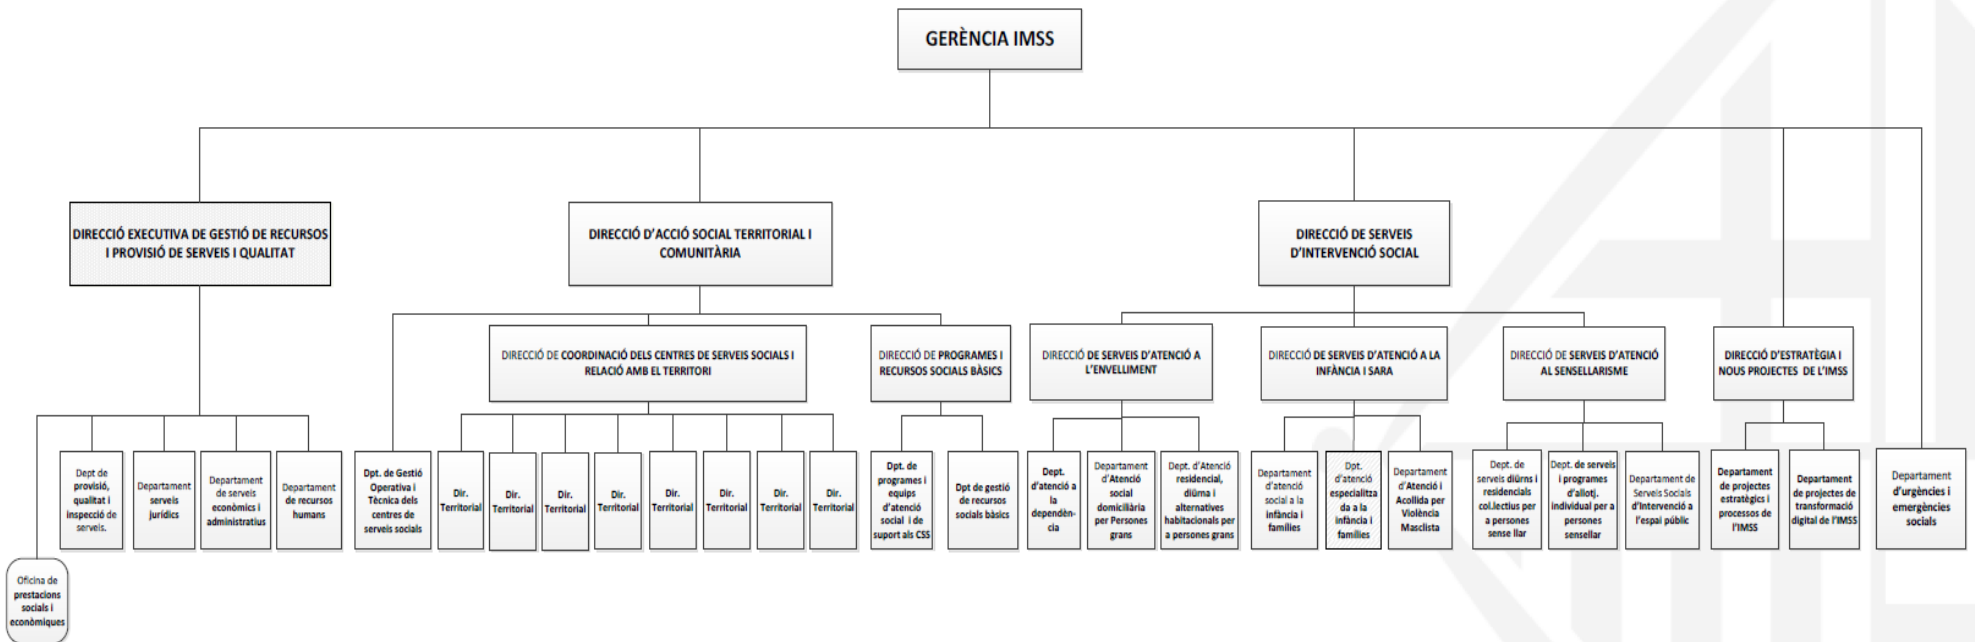 GERÈNCIA IMSS
DIRECCIÓ EXECUTIVA DE GESTIÓ DE RECURSOS
I PROVISIÓ DE SERVEIS I QUALITAT
DIRECCIÓ D'ACCIÓ SOCIAL TERRITORIAL I
COMUNITÀRIA
DIRECCIÓ DE SERVEIS
D'INTERVENCIÓ SOCIAL
DIRECCIÓ DE COORDINACIÓ DELS CENTRES DE SERVEIS SOCIALS I
RELACIÓ AMB EL TERRITORI
DIRECCIÓ DE PROGRAMES I
RECURSOS SOCIALS BÀSICS
DIRECCIÓ DE SERVEIS D'ATENCIÓ A
L'ENVELLIMENT
DIRECCIÓ DE SERVEIS D'ATENCIÓ A LA
INFÀNCIA I SARA
DIRECCIÓ DE SERVEIS D'ATENCIÓ
AL SENSELLARISME
DIRECCIÓ D'ESTRATÈGIA I
NOUS PROJECTES DE L'IMSS
Dept de
provisió,
qualitat i
inspecció de
serveis.
Departament
serveis
jurídics
Departament
de serveis
econòmics i
administratius
Departament
de recursos
humans
Dpt. de Gestió
Operativa i
Tècnica dels
centres de
serveis socials
Dir.
Territorial
Dir.
Territorial
Dir.
Territorial
Dir.
Territorial
Dir.
Territorial
Dir.
Territorial
Dir.
Territorial
Dir.
Territorial
Dpt. de
programes i
equips
d'atenció
social i de
suport als CSS
Dpt de gestió
de recursos
socials bàsics
Dept.
d'atenció a
la
dependèn-
cia
Departament
d'Atenció
social
domiciliària
per Persones
grans
Dept. d'Atenció
residencial,
diürna i
alternatives
habitacionals per
a persones grans
Departament
d'atenció
social a la
infància i
famílies
Dpt.
d'atenció
especialitza
da a la
infància i
famílies
Departament
d'Atenció i
Acollida per
Violència
Masclista
Dept. de
serveis diürns i
residencials
col.lectius per
a persones
sense llar
Dept. de serveis
i programes
d'allotj.
individual per a
persones
sensellar
Departament de
Serveis Socials
d'Intervenció a
l'espai públic
Departament
de projectes
estratègics i
processos de
l'IMSS
Departament
de projectes de
transformació
digital de l'IMSS
Departament
d'urgències i
emergències
socials
Oficina de
prestacions
socials i
econòmiques